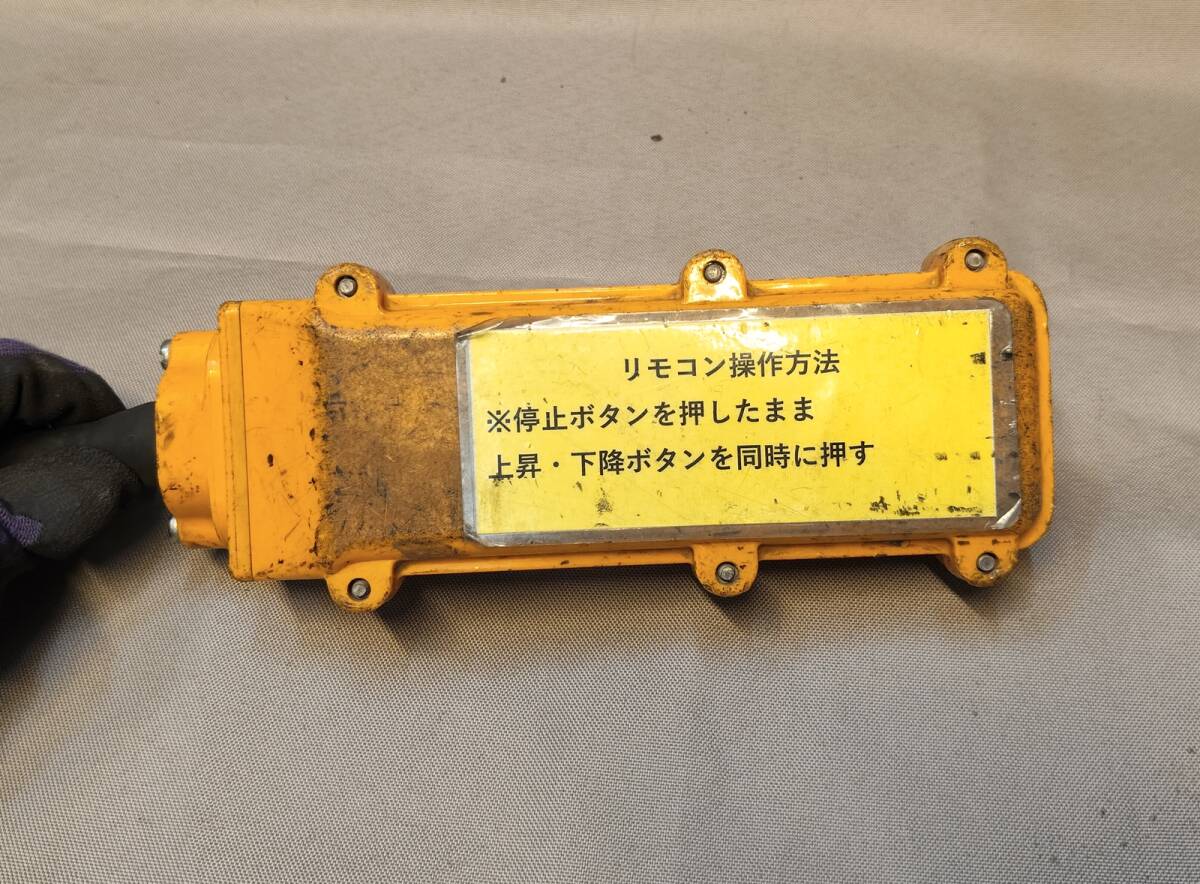 リモコン操作方法
※停止ボタンを押したまま
上昇・下降ボタンを同時に押す